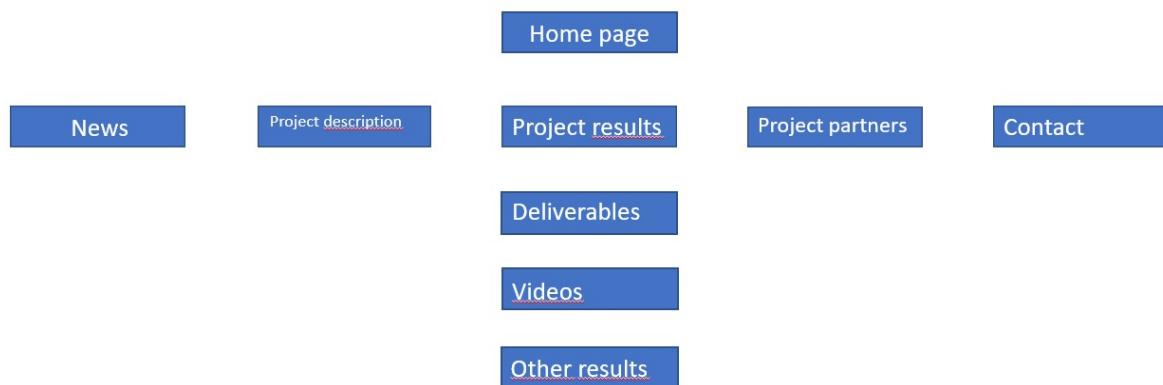 Home page
News
Project description
Project results
Project partners
Contact
Deliverables
Videos
Other results